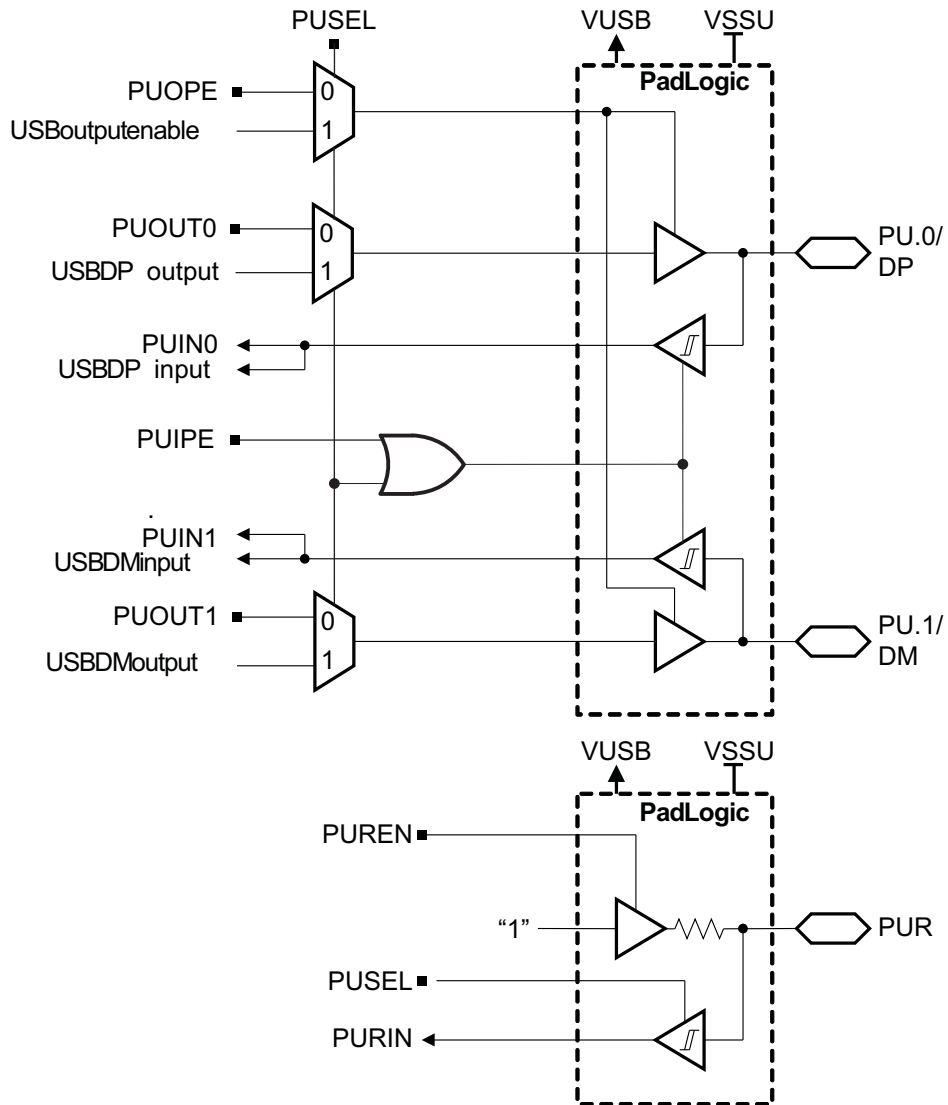 PUSEL
VUSB
VSSU
PadLogic
PUOPE
0
USBoutputenable
1
PUOUT0
0
PU.0/
DP
USBDP output
1
PUIN0
USBDP input
PUIPE
.
PUIN1
USBDMinput
PUOUT1
0
PU.1/
DM
USBDMoutput
1
VUSB
VSSU
PadLogic
PUREN
“1”
PUR
PUSEL
PURIN